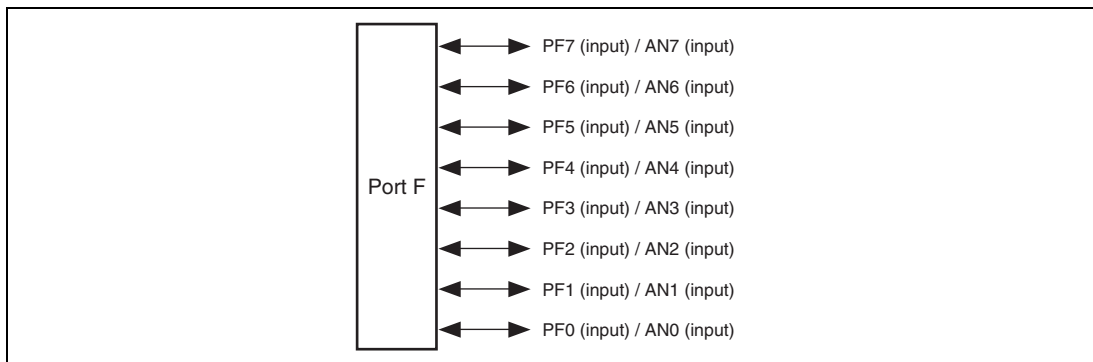 PF7 (input) / AN7 (input)
PF6 (input) / AN6 (input)
PF5 (input) / AN5 (input)
PF4 (input) / AN4 (input)
Port F
PF3 (input) / AN3 (input)
PF2 (input) / AN2 (input)
PF1 (input) / AN1 (input)
PF0 (input) / AN0 (input)